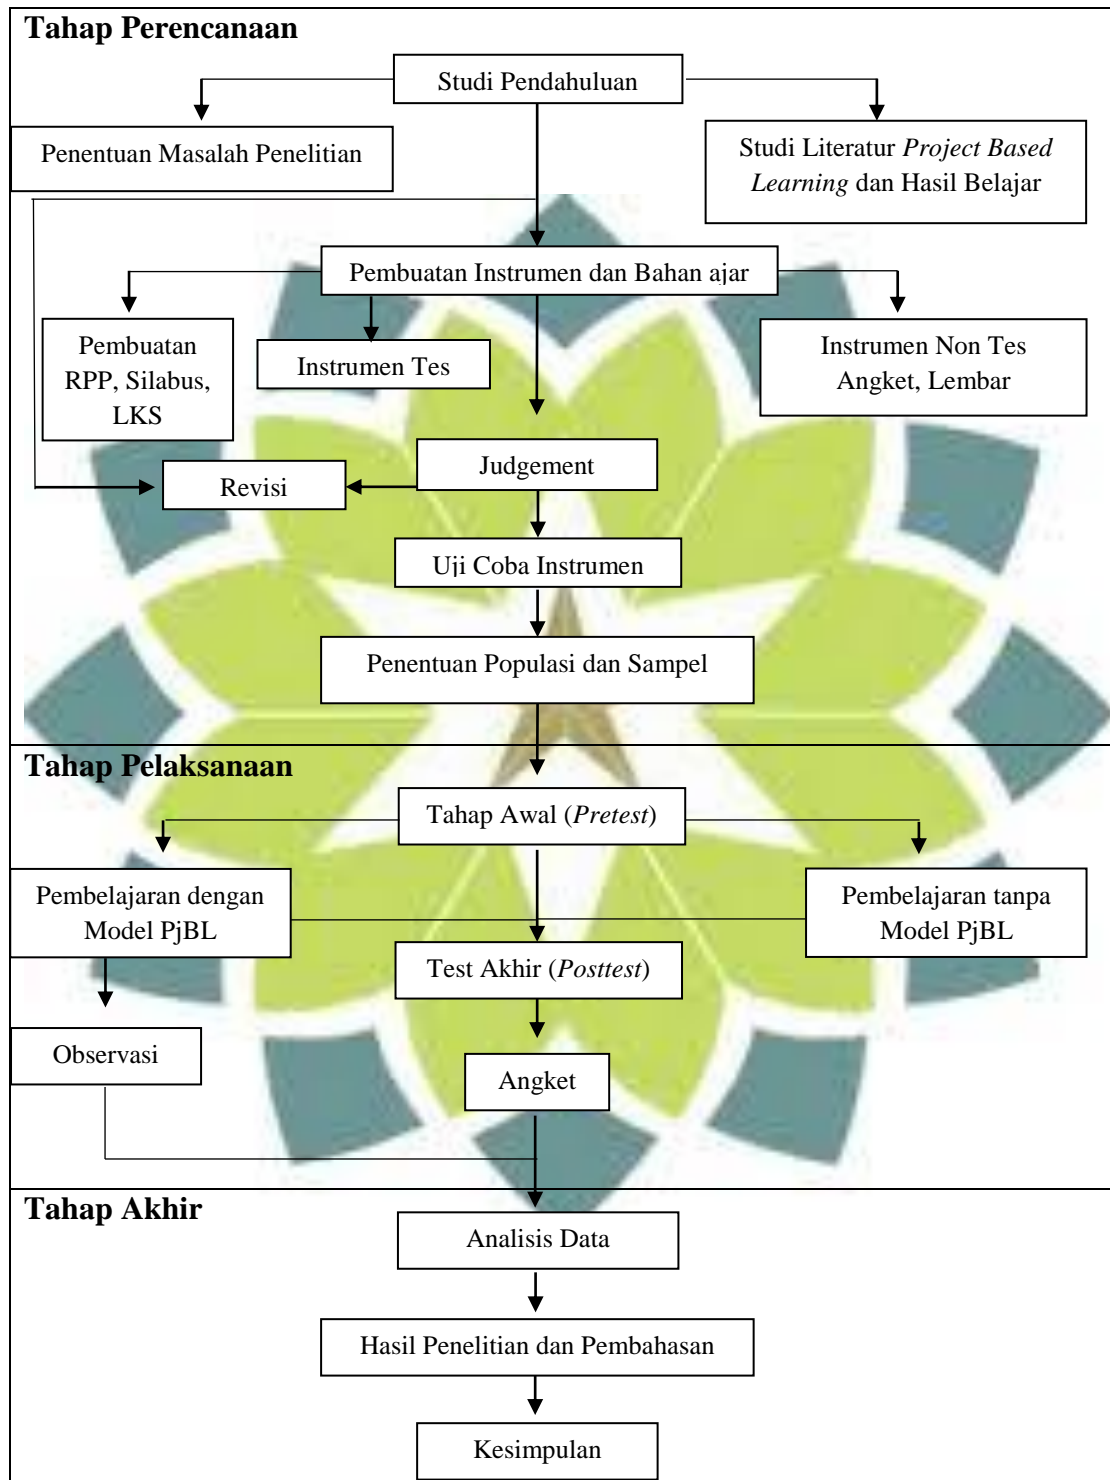 Tahap Perencanaan
Studi Pendahuluan
Penentuan Masalah Penelitian
Studi Literatur Project Based
Learning dan Hasil Belajar
Pembuatan Instrumen dan Bahan ajar
Pembuatan
RPP, Silabus,
LKS
Instrumen Tes
Instrumen Non Tes
Angket, Lembar
Judgement
Revisi
Uji Coba Instrumen
Penentuan Populasi dan Sampel
Tahap Pelaksanaan
Tahap Awal (Pretest)
Pembelajaran dengan
Model PjBL
Pembelajaran tanpa
Model PjBL
Test Akhir (Posttest)
Observasi
Angket
Tahap Akhir
Analisis Data
Hasil Penelitian dan Pembahasan
Kesimpulan